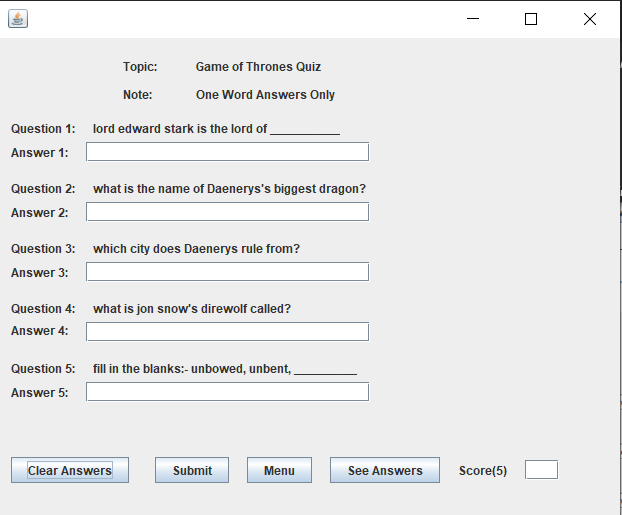 Topic: Game of Thrones Quiz
Note: One Word Answers Only
Question 1: lord edward stark is the lord of ___________
Answer 1:
Question 2: what is the name of Daenerys's biggest dragon?
Answer 2:
Question 3: which city does Daenerys rule from?
Answer 3:
Question 4: what is jon snow's direwolf called?
Answer 4:
Question 5: fill in the blanks:- unbowed, unbent, __________
Answer 5:
Clear Answers Submit Menu See Answers Score(5)